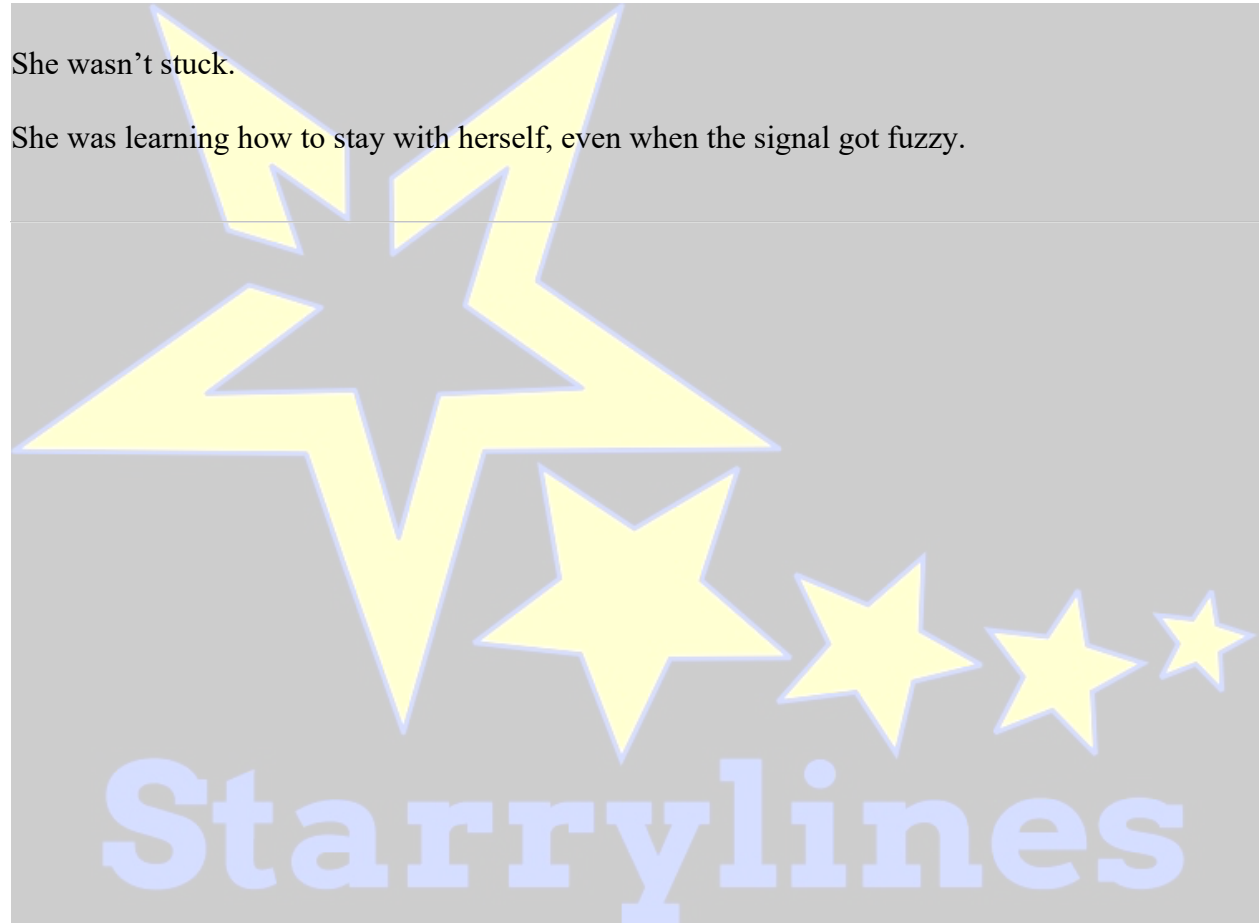 She wasn’t stuck.
She was learning how to stay with herself, even when the signal got fuzzy.
Starrylines